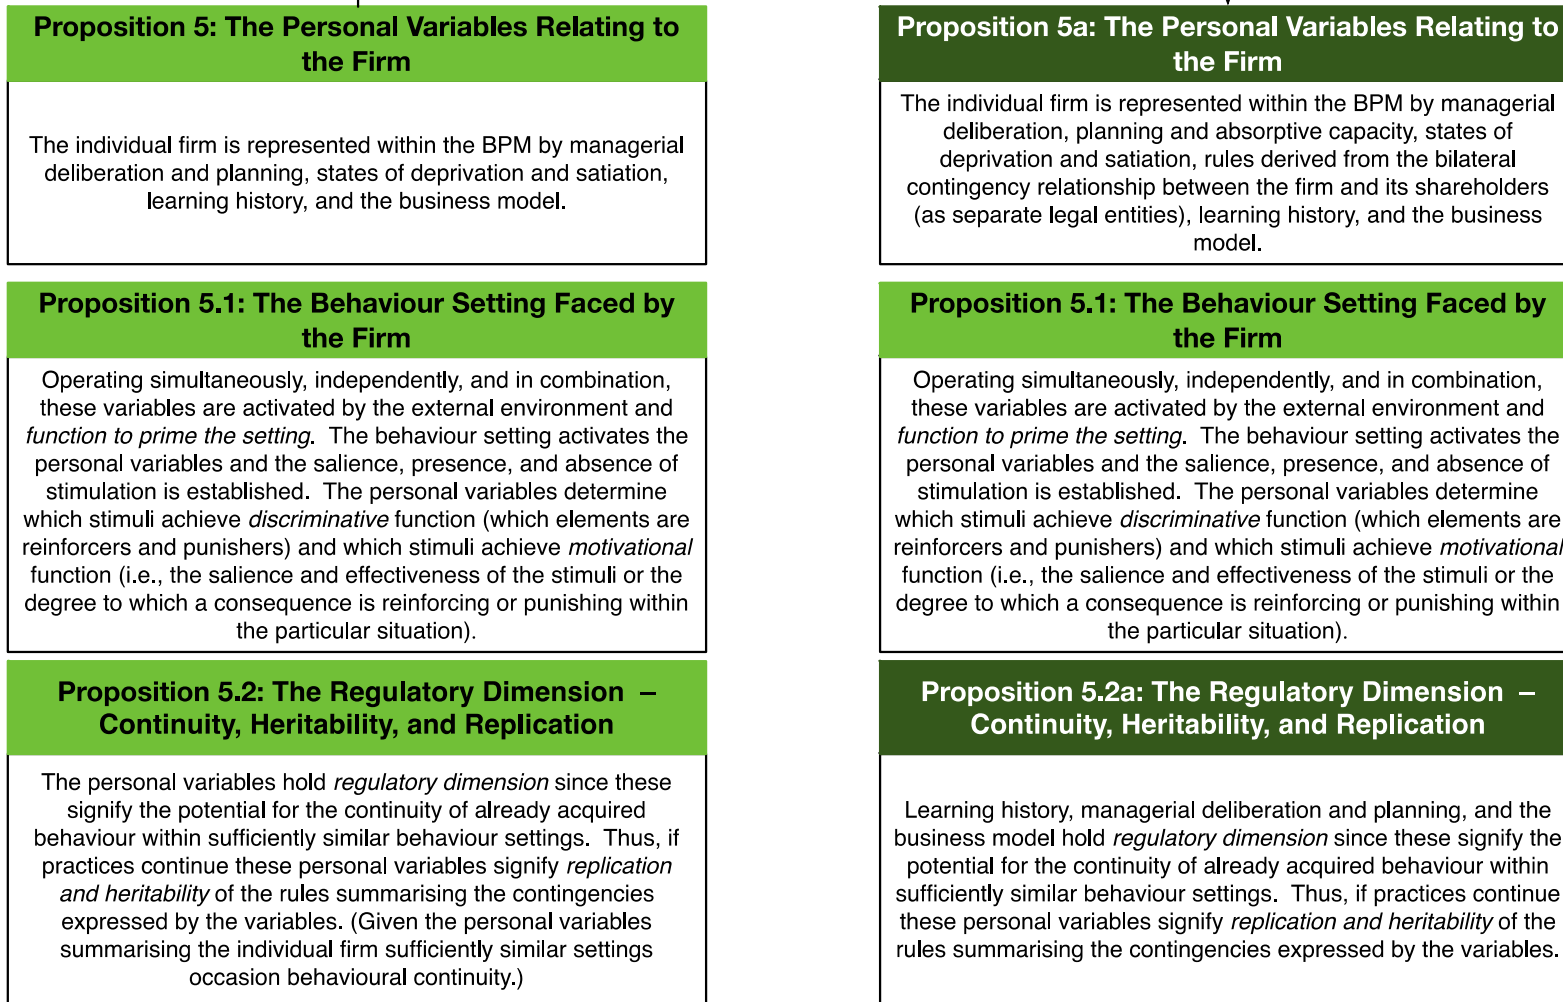 Proposition 5: The Personal Variables Relating to
the Firm
The individual firm is represented within the BPM by managerial
deliberation and planning, states of deprivation and satiation,
learning history, and the business model.
Proposition 5.1: The Behaviour Setting Faced by
the Firm
Operating simultaneously, independently, and in combination,
these variables are activated by the external environment and
function to prime the setting. The behaviour setting activates the
personal variables and the salience, presence, and absence of
stimulation is established. The personal variables determine
which stimuli achieve discriminative function (which elements are
reinforcers and punishers) and which stimuli achieve motivational
function (i.e., the salience and effectiveness of the stimuli or the
degree to which a consequence is reinforcing or punishing within
the particular situation).
Proposition 5.2: The Regulatory Dimension –
Continuity, Heritability, and Replication
The personal variables hold regulatory dimension since these
signify the potential for the continuity of already acquired
behaviour within sufficiently similar behaviour settings. Thus, if
practices continue these personal variables signify replication
and heritability of the rules summarising the contingencies
expressed by the variables. (Given the personal variables
summarising the individual firm sufficiently similar settings
occasion behavioural continuity.)
Proposition 5a: The Personal Variables Relating to
the Firm
The individual firm is represented within the BPM by managerial
deliberation, planning and absorptive capacity, states of
deprivation and satiation, rules derived from the bilateral
contingency relationship between the firm and its shareholders
(as separate legal entities), learning history, and the business
model.
Proposition 5.1: The Behaviour Setting Faced by
the Firm
Operating simultaneously, independently, and in combination,
these variables are activated by the external environment and
function to prime the setting. The behaviour setting activates the
personal variables and the salience, presence, and absence of
stimulation is established. The personal variables determine
which stimuli achieve discriminative function (which elements are
reinforcers and punishers) and which stimuli achieve motivational
function (i.e., the salience and effectiveness of the stimuli or the
degree to which a consequence is reinforcing or punishing within
the particular situation).
Proposition 5.2a: The Regulatory Dimension –
Continuity, Heritability, and Replication
Learning history, managerial deliberation and planning, and the
business model hold regulatory dimension since these signify the
potential for the continuity of already acquired behaviour within
sufficiently similar behaviour settings. Thus, if practices continue
these personal variables signify replication and heritability of the
rules summarising the contingencies expressed by the variables.